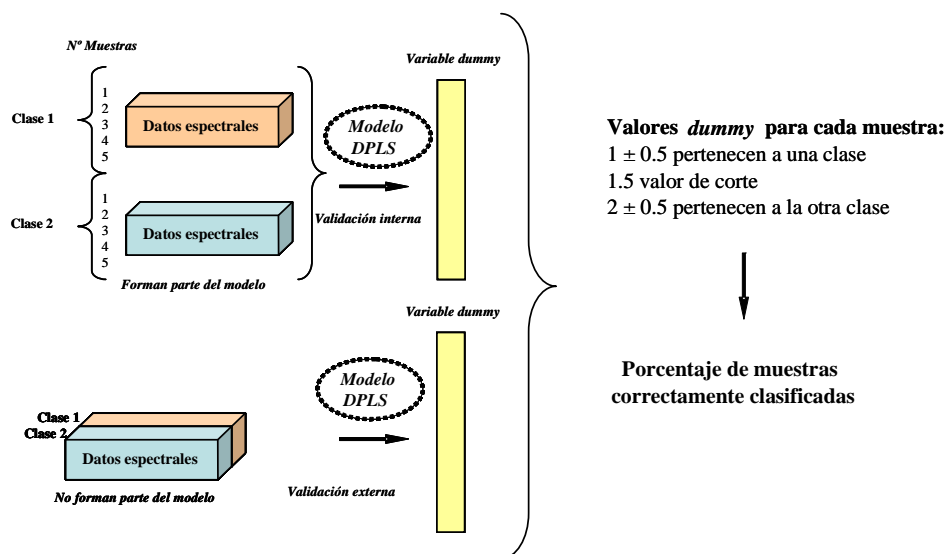 Nº Muestras
Clase 1
1
2
3
4
5
Datos espectrales
Clase 2
1
2
3
4
5
Datos espectrales
Forman parte del modelo
Modelo
DPLS
Validación interna
Variable dummy
Clase 1
Clase 2
Datos espectrales
No forman parte del modelo
Modelo
DPLS
Validación externa
Variable dummy
Valores dummy para cada muestra:
1 ± 0.5 pertenecen a una clase
1.5 valor de corte
2 ± 0.5 pertenecen a la otra clase
Porcentaje de muestras
correctamente clasificadas